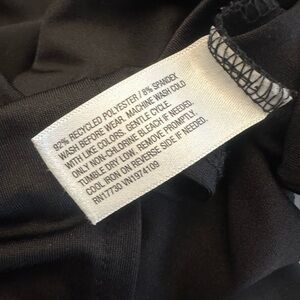 92% RECYCLED POLYESTER / 8% SPANDEX
WASH BEFORE WEAR. MACHINE WASH COLD
WITH LIKE COLORS. GENTLE CYCLE.
ONLY NON-CHLORINE BLEACH IF NEEDED.
TUMBLE DRY LOW. REMOVE PROMPTLY.
COOL IRON ON REVERSE SIDE IF NEEDED.
RN17730 VN1974109